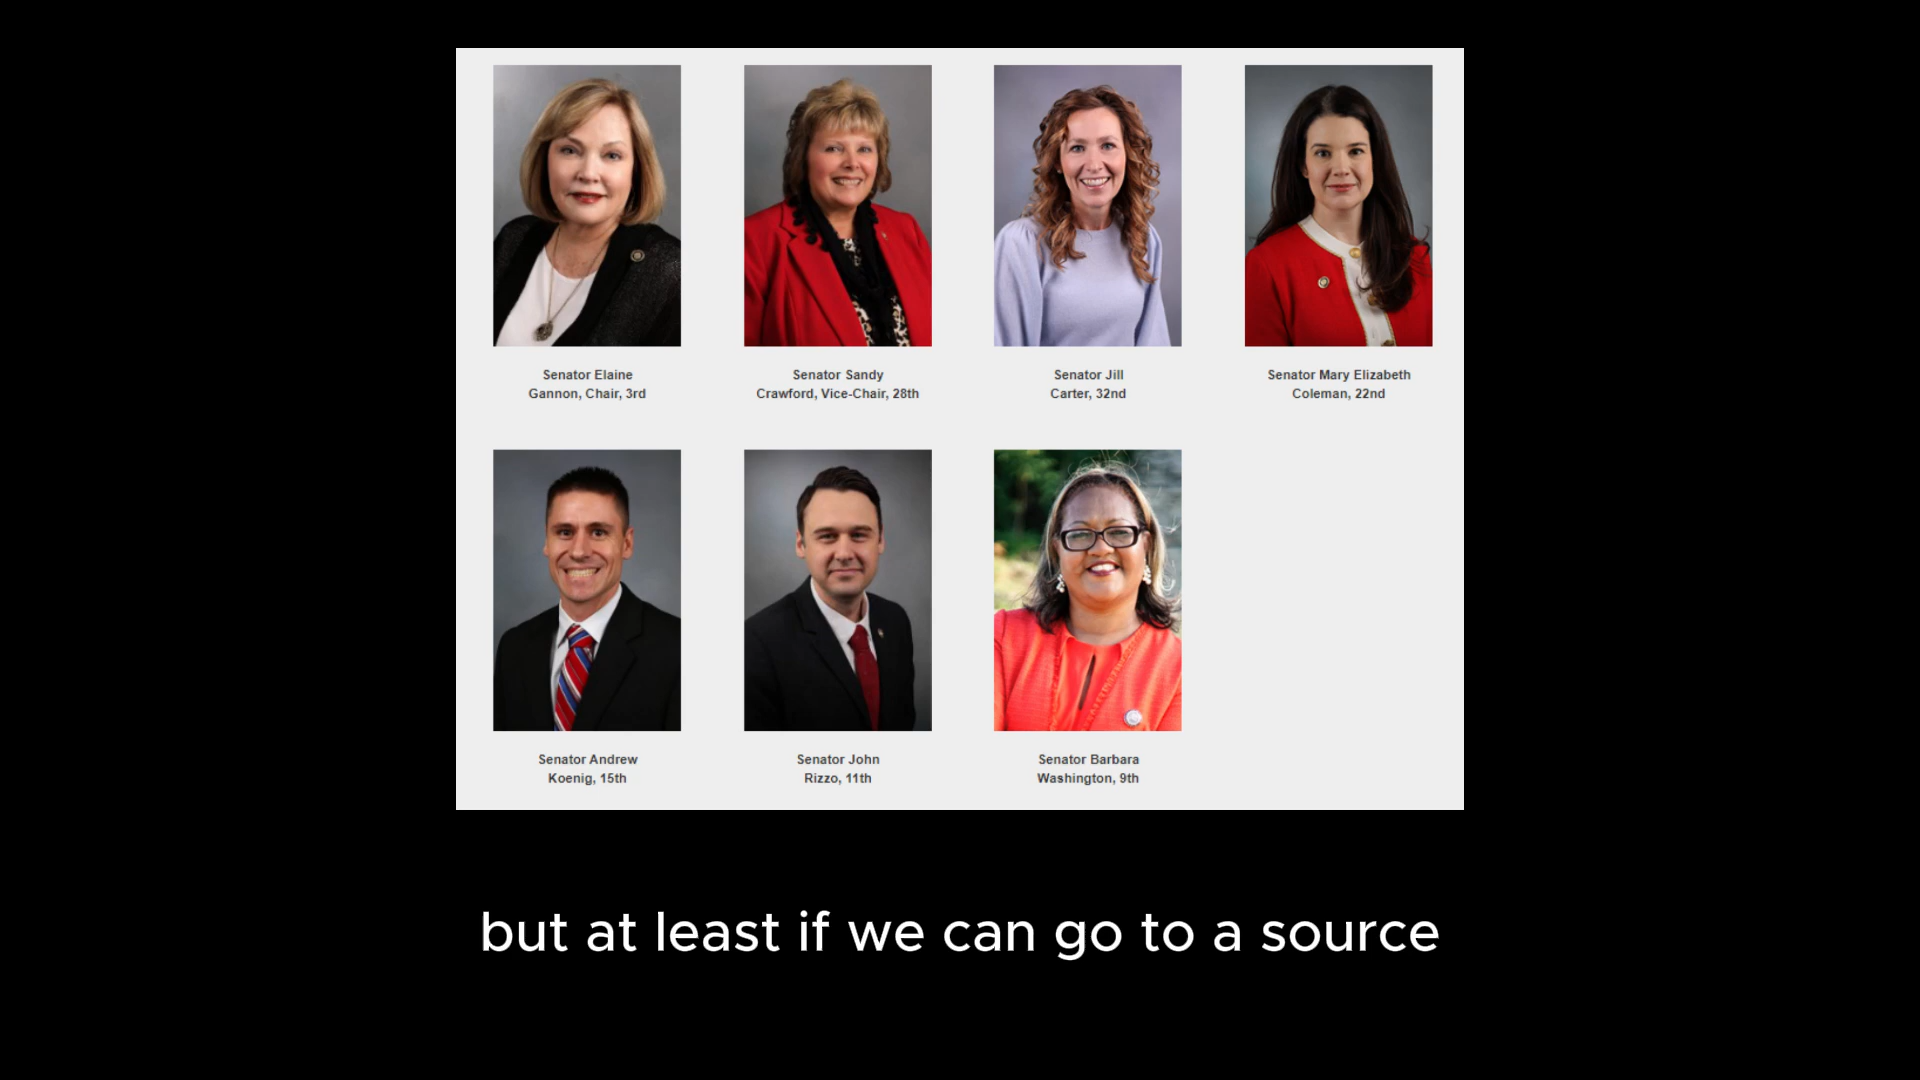 Senator Elaine
Gannon, Chair, 3rd
Senator Sandy
Crawford, Vice-Chair, 28th
Senator Jill
Carter, 32nd
Senator Mary Elizabeth
Coleman, 22nd
Senator Andrew
Koenig, 15th
Senator John
Rizzo, 11th
Senator Barbara
Washington, 9th
but at least if we can go to a source